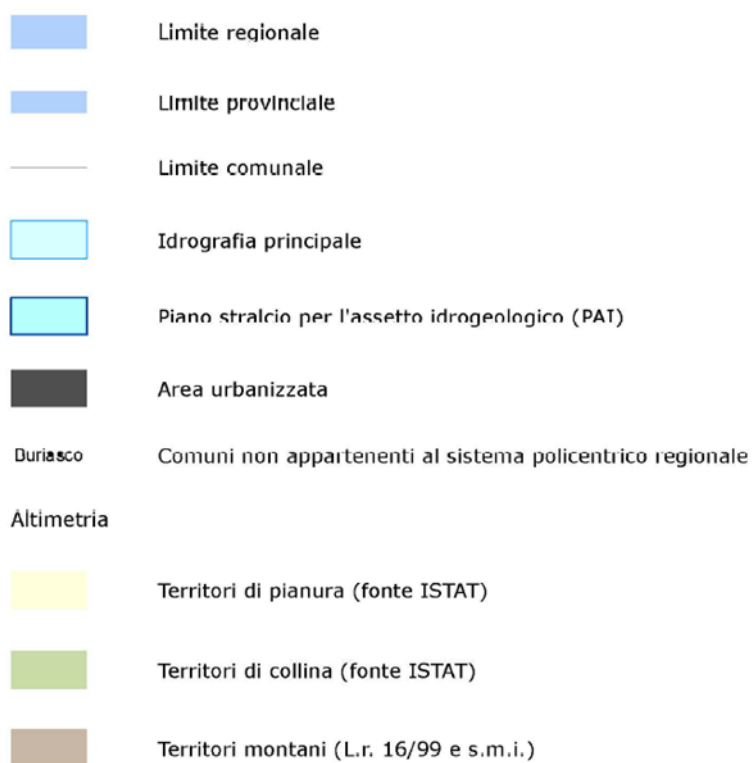 Limite regionale
Limite provinciale
Limite comunale
Idrografia principale
Piano stralcio per l'assetto idrogeologico (PAI)
Area urbanizzata
Buriasco Comuni non appartenenti al sistema policentrico regionale
Altimetria
Territori di pianura (fonte ISTAT)
Territori di collina (fonte ISTAT)
Territori montani (L.r. 16/99 e s.m.i.)